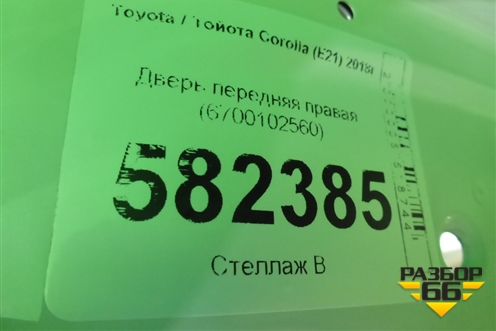 Toyota / Тойота Corolla (E21) 2018г
Дверь передняя правая
(6700102560)
582385
Стеллаж В
РАЗБОР
66